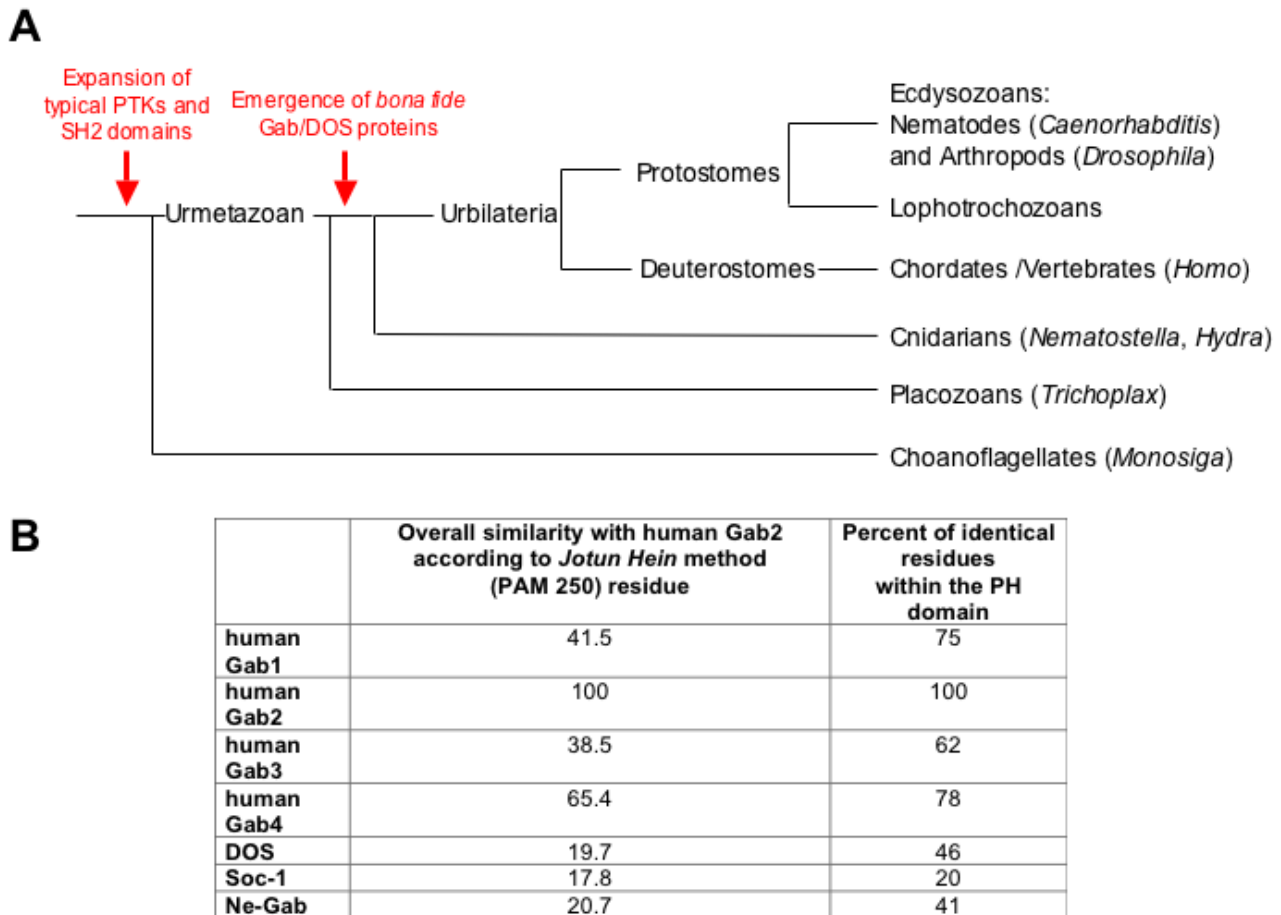 A
Expansion of
typical PTKs and
SH2 domains
Emergence of bona fide
Gab/DOS proteins
Urmetazoan
Urbilateria
Protostomes
Deuterostomes
Ecdysozoans:
Nematodes (Caenorhabditis)
and Arthropods (Drosophila)
Lophotrochozoans
Chordates /Vertebrates (Homo)
Cnidarians (Nematostella, Hydra)
Placozoans (Trichoplax)
Choanoflagellates (Monosiga)
B
Overall similarity with human Gab2
according to Jotun Hein method
(PAM 250) residue
Percent of identical
residues
within the PH
domain
human
Gab1
41.5
75
human
Gab2
100
100
human
Gab3
38.5
62
human
Gab4
65.4
78
DOS
19.7
46
Soc-1
17.8
20
Ne-Gab
20.7
41